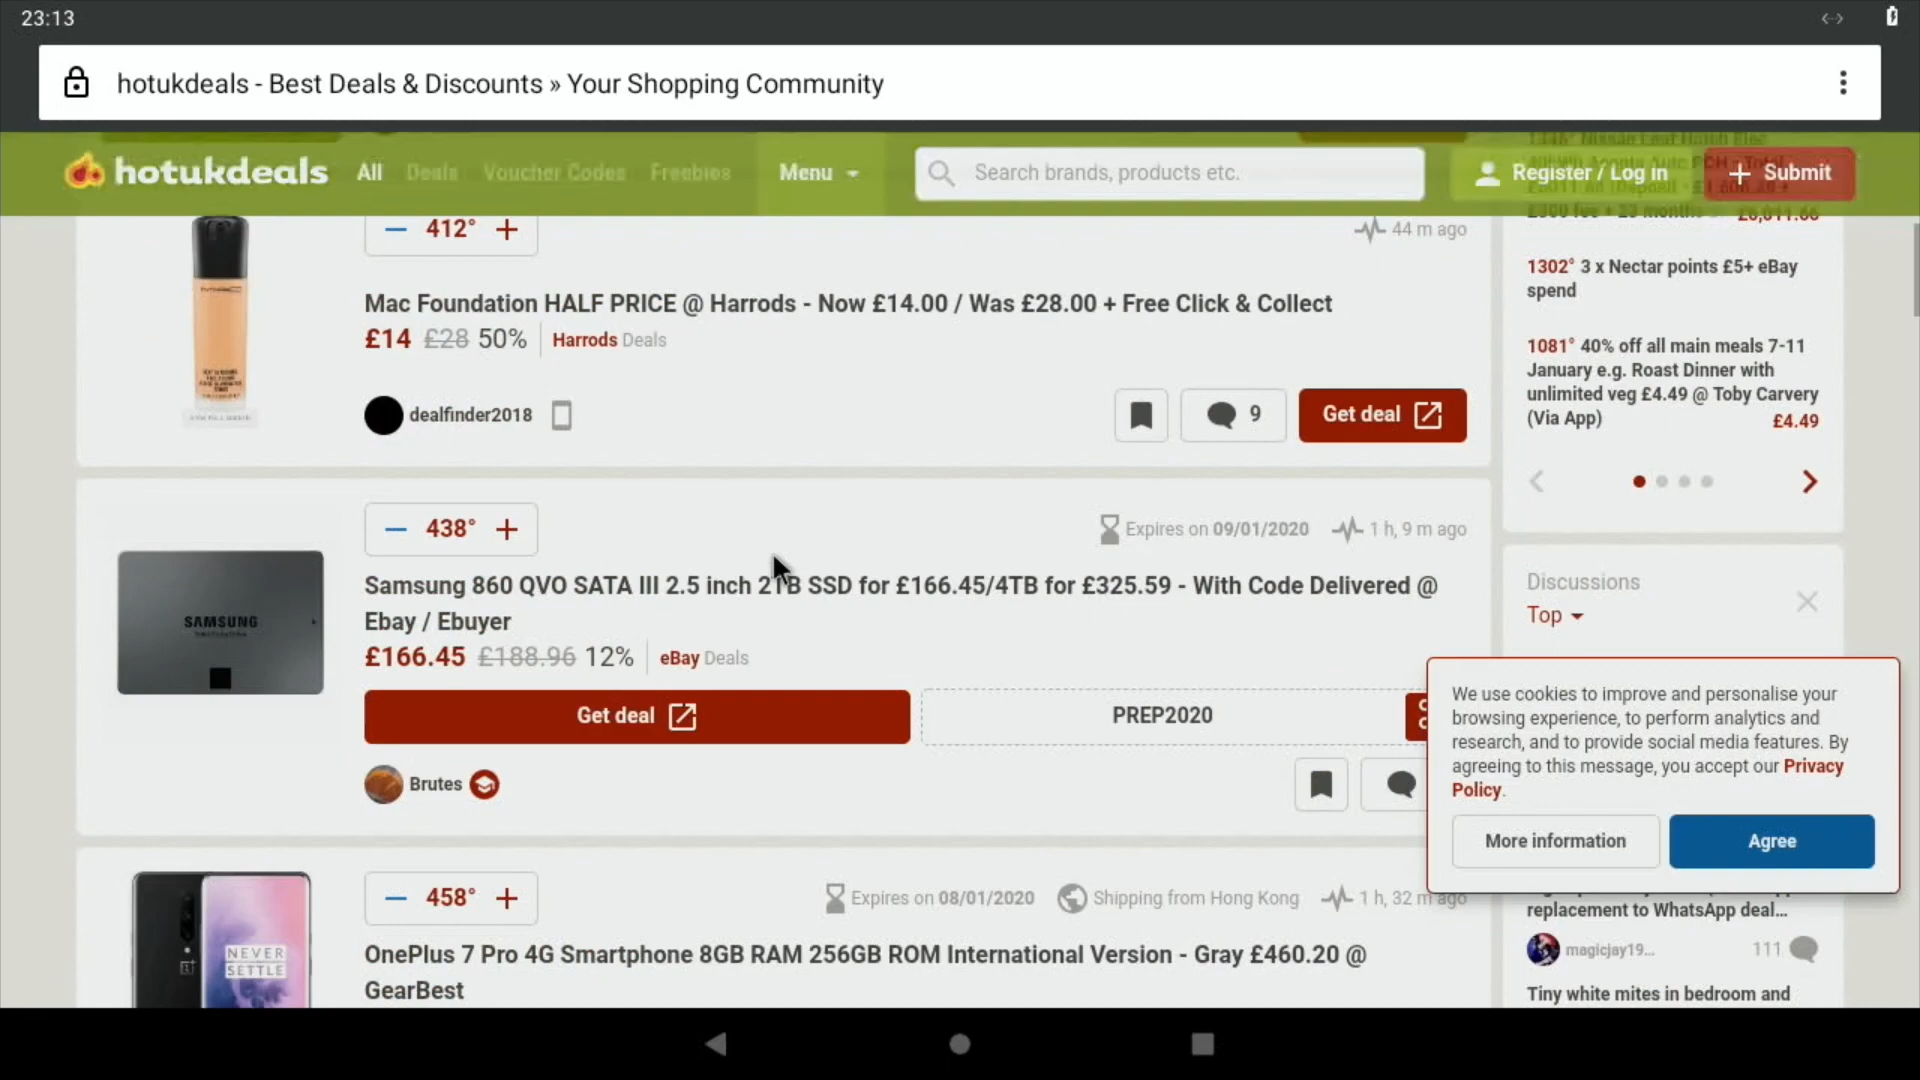 23:13
hotukdeals - Best Deals & Discounts » Your Shopping Community
hotukdeals All Deals Voucher Codes Freebies Menu Search brands, products etc. Register / Log in + Submit
412°
44 m ago
Mac Foundation HALF PRICE @ Harrods - Now £14.00 / Was £28.00 + Free Click & Collect
£14 £28 50% Harrods Deals
dealfinder2018
9
Get deal
438°
Expires on 09/01/2020 1 h, 9 m ago
SAMSUNG
Samsung 860 QVO SATA III 2.5 inch 2TB SSD for £166.45/4TB for £325.59 - With Code Delivered @
Ebay / Ebuyer
£166.45 £188.96 12% eBay Deals
Get deal
PREP2020
Brutes
458°
Expires on 08/01/2020 Shipping from Hong Kong 1 h, 32 m ago
NEVER
SETTLE
OnePlus 7 Pro 4G Smartphone 8GB RAM 256GB ROM International Version - Gray £460.20 @
GearBest
1302° 3 x Nectar points £5+ eBay
spend
1081° 40% off all main meals 7-11
January e.g. Roast Dinner with
unlimited veg £4.49 @ Toby Carvery
(Via App) £4.49
Discussions
Top
We use cookies to improve and personalise your
browsing experience, to perform analytics and
research, and to provide social media features. By
agreeing to this message, you accept our Privacy
Policy.
More information
Agree
replacement to WhatsApp deal...
magicjay19... 111
Tiny white mites in bedroom and